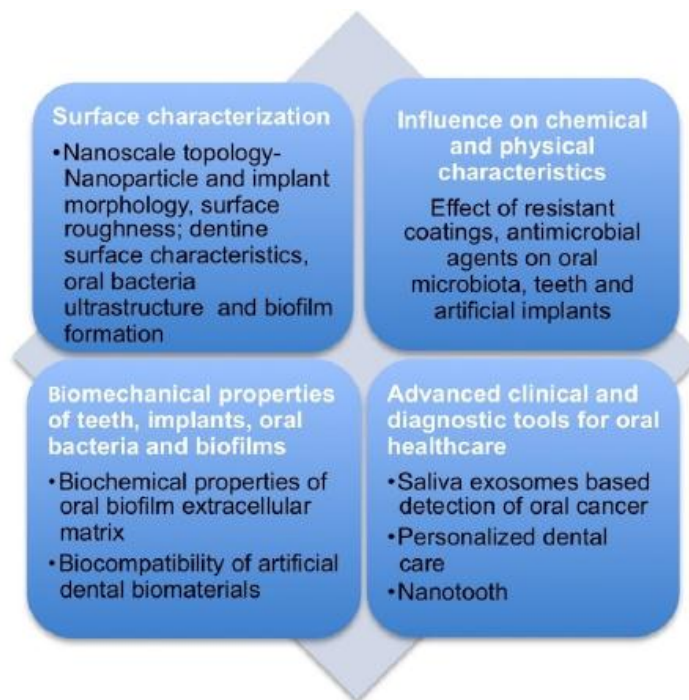 Surface characterization
•Nanoscale topology-
Nanoparticle and implant
morphology, surface
roughness; dentine
surface characteristics,
oral bacteria
ultrastructure and biofilm
formation
Influence on chemical
and physical
characteristics
Effect of resistant
coatings, antimicrobial
agents on oral
microbiota, teeth and
artificial implants
Biomechanical properties
of teeth, implants, oral
bacteria and biofilms
•Biochemical properties of
oral biofilm extracellular
matrix
•Biocompatibility of artificial
dental biomaterials
Advanced clinical and
diagnostic tools for oral
healthcare
•Saliva exosomes based
detection of oral cancer
•Personalized dental
care
•Nanotooth